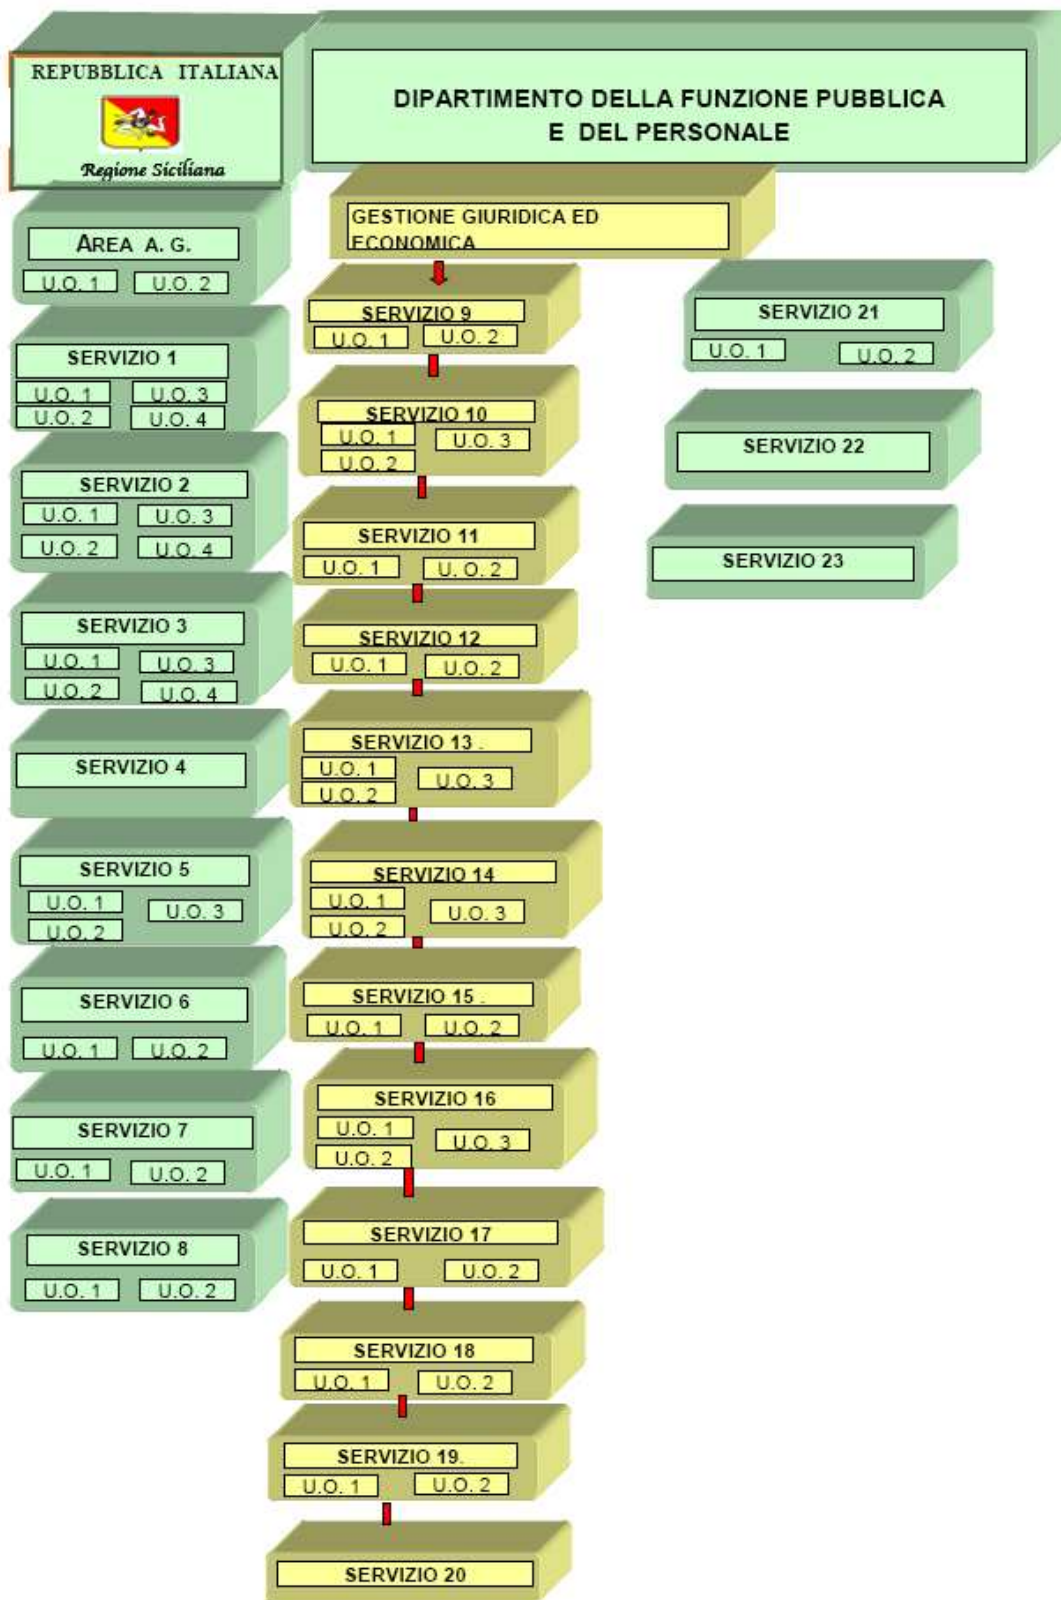 REPUBBLICA ITALIANA
Regione Siciliana
DIPARTIMENTO DELLA FUNZIONE PUBBLICA
E DEL PERSONALE
AREA A. G.
U.O. 1 U.O. 2
SERVIZIO 1
U.O. 1 U.O. 3
U.O. 2 U.O. 4
SERVIZIO 2
U.O. 1 U.O. 3
U.O. 2 U.O. 4
SERVIZIO 3
U.O. 1 U.O. 3
U.O. 2 U.O. 4
SERVIZIO 4
SERVIZIO 5
U.O. 1 U.O. 3
U.O. 2
SERVIZIO 6
U.O. 1 U.O. 2
SERVIZIO 7
U.O. 1 U.O. 2
SERVIZIO 8
U.O. 1 U.O. 2
GESTIONE GIURIDICA ED
ECONOMICA
SERVIZIO 9
U.O. 1 U.O. 2
SERVIZIO 10
U.O. 1 U.O. 3
U.O. 2
SERVIZIO 11
U.O. 1 U. O. 2
SERVIZIO 12
U.O. 1 U.O. 2
SERVIZIO 13 .
U.O. 1 U.O. 3
U.O. 2
SERVIZIO 14
U.O. 1 U.O. 3
U.O. 2
SERVIZIO 15 .
U.O. 1 U.O. 2
SERVIZIO 16
U.O. 1 U.O. 3
U.O. 2
SERVIZIO 17
U.O. 1 U.O. 2
SERVIZIO 18
U.O. 1 U.O. 2
SERVIZIO 19.
U.O. 1 U.O. 2
SERVIZIO 20
SERVIZIO 21
U.O. 1 U.O. 2
SERVIZIO 22
SERVIZIO 23